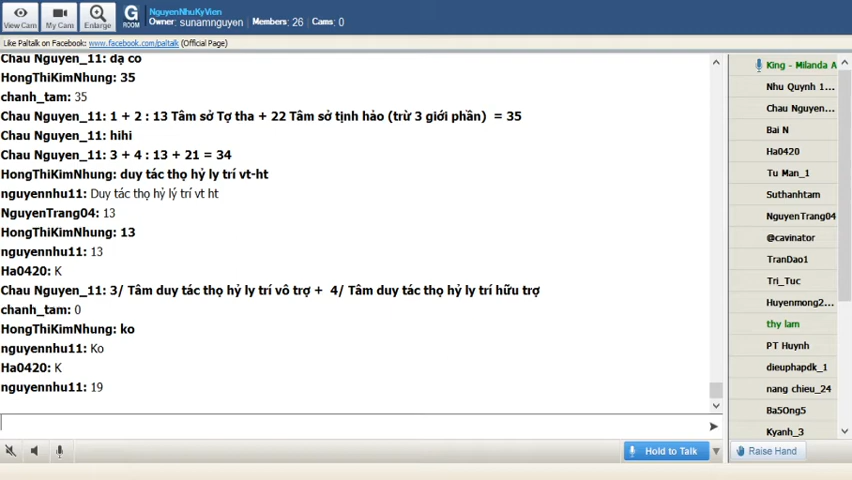 View Cam
My Cam
Enlarge
G ROOM
NguyenNhuKyVien
Owner: sunamnguyen Members: 26 Cams: 0
Like Paltalk on Facebook: www.facebook.com/paltalk (Official Page)
Chau Nguyen_11: dạ co
HongThiKimNhung: 35
chanh_tam: 35
Chau Nguyen_11: 1 + 2 : 13 Tâm sở Tợ tha + 22 Tâm sở tịnh hảo (trừ 3 giới phần) = 35
Chau Nguyen_11: hihi
Chau Nguyen_11: 3 + 4 : 13 + 21 = 34
HongThiKimNhung: duy tác thọ hỷ ly trí vt-ht
nguyennhu11: Duy tác thọ hỷ lý trí vt ht
NguyenTrang04: 13
HongThiKimNhung: 13
nguyennhu11: 13
Ha0420: K
Chau Nguyen_11: 3/ Tâm duy tác thọ hỷ ly trí vô trợ + 4/ Tâm duy tác thọ hỷ ly trí hữu trợ
chanh_tam: 0
HongThiKimNhung: ko
nguyennhu11: Ko
Ha0420: K
nguyennhu11: 19
King - Milanda A
Nhu Quynh 1...
Chau Nguyen...
Bai N
Ha0420
Tu Man_1
Suthanhtam
NguyenTrang04
@cavinator
TranDao1
Tri_Tuc
Huyenmong2...
thy lam
PT Huynh
dieuphapdk_1
nang chieu_24
Ba5Ong5
Kyanh_3
Hold to Talk
Raise Hand